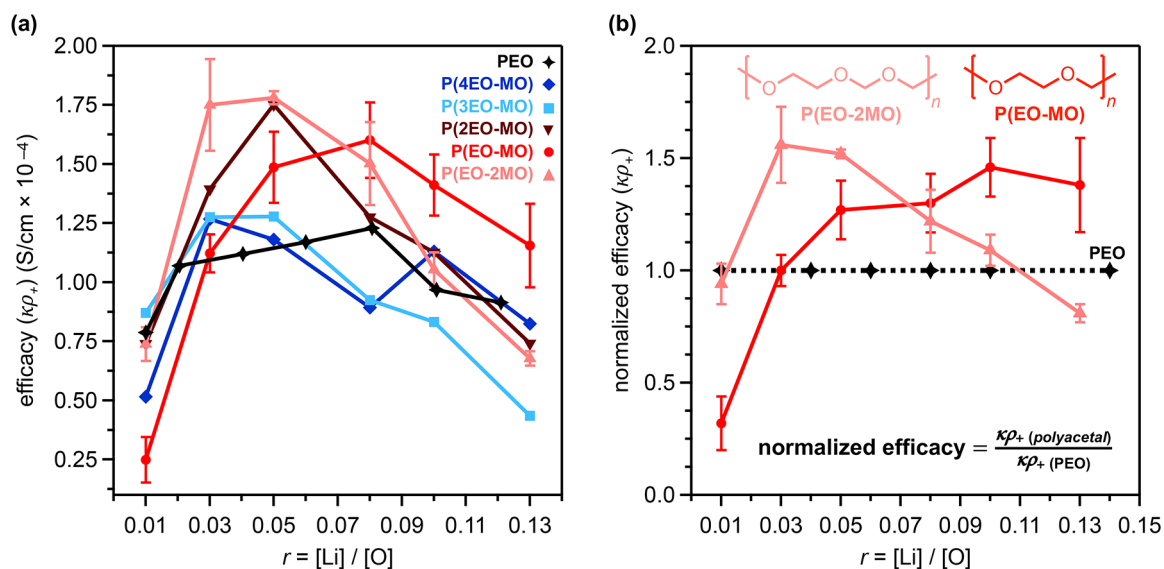 (a)
2.00
1.75
1.50
1.25
1.00
0.75
0.50
0.25
efficacy (κρ₊) (S/cm × 10⁻⁴)
PEO
P(4EO-MO)
P(3EO-MO)
P(2EO-MO)
P(EO-MO)
P(EO-2MO)
0.01 0.03 0.05 0.07 0.09 0.11 0.13
r = [Li] / [O]
(b)
2.0
1.5
1.0
0.5
0.0
normalized efficacy (κρ₊)
O O O n
P(EO-2MO)
O O n
P(EO-MO)
PEO
normalized efficacy = κρ₊ (polyacetal)
κρ₊ (PEO)
0.01 0.03 0.05 0.07 0.09 0.11 0.13 0.15
r = [Li] / [O]